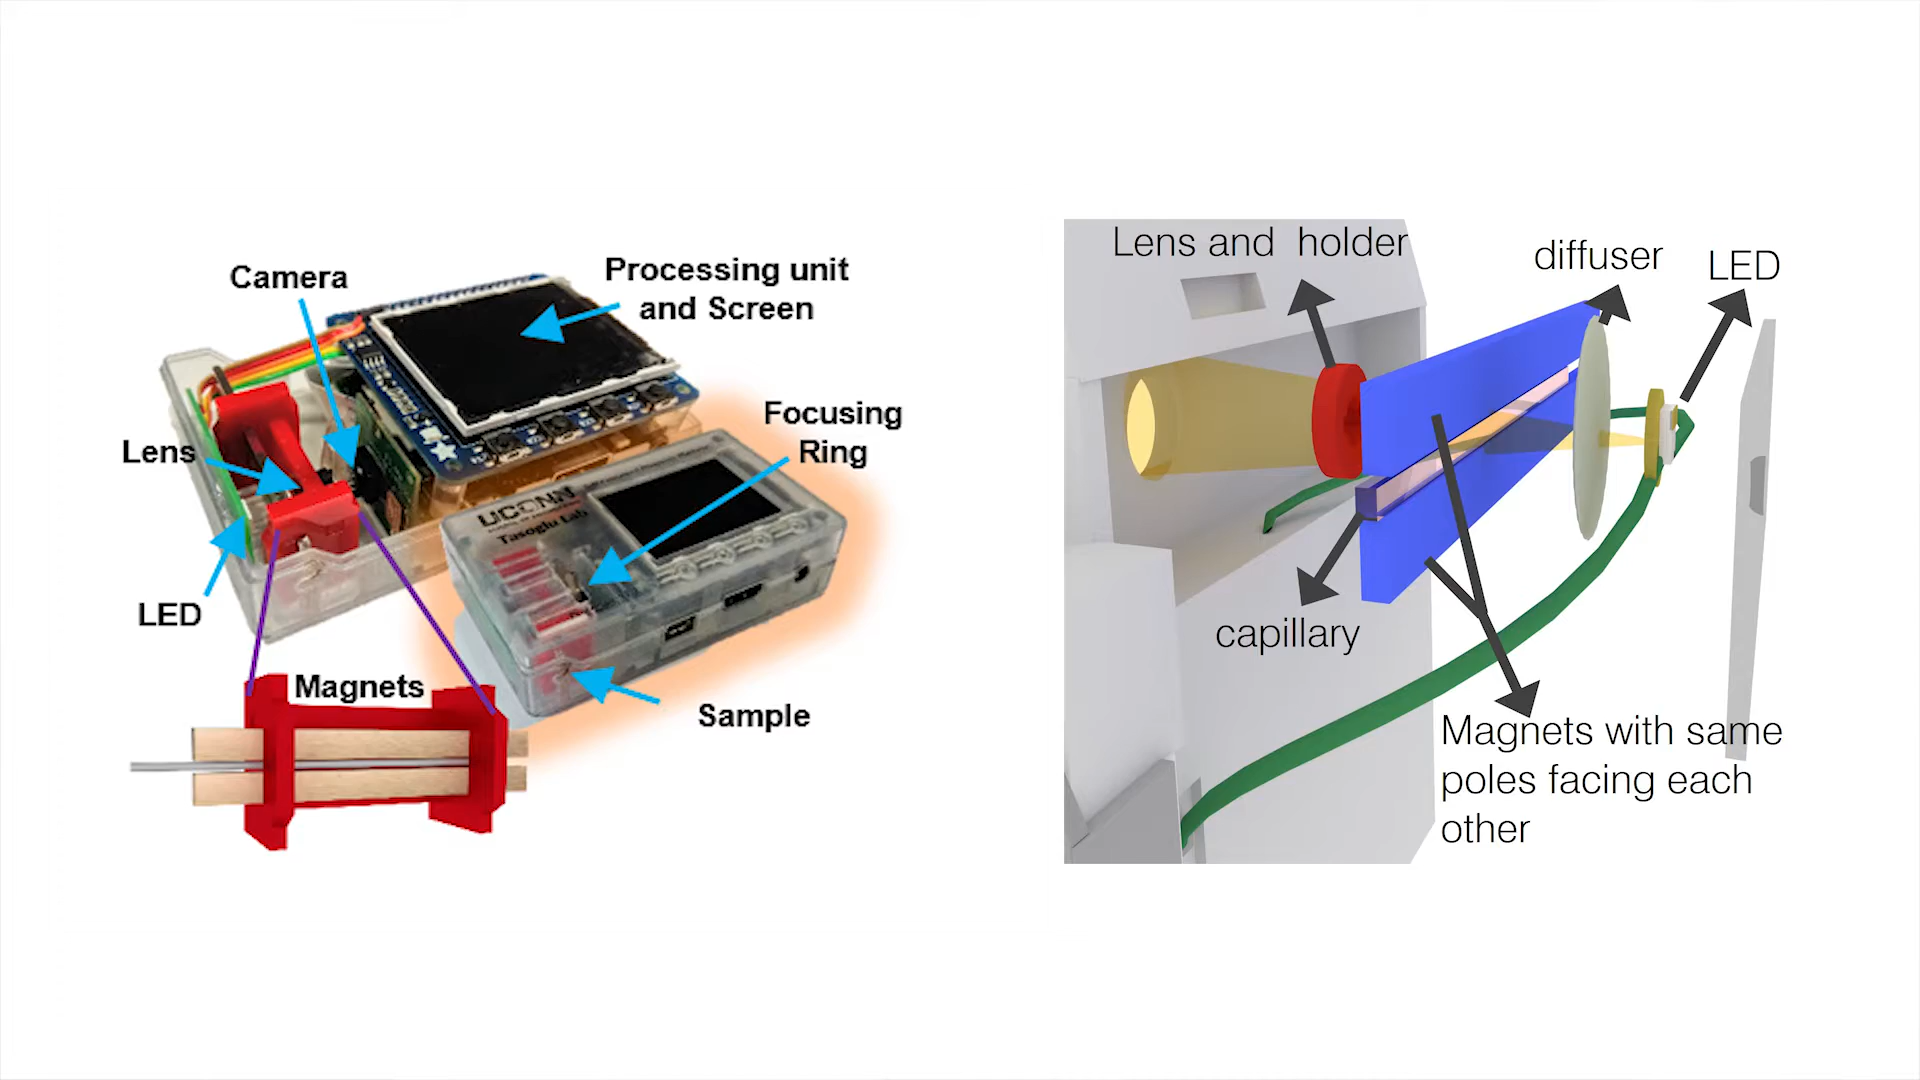 Camera
Processing unit
and Screen
Focusing
Ring
Lens
LED
UCONN
Tasoglu Lab
Magnets
Sample
Lens and holder
diffuser
LED
capillary
Magnets with same
poles facing each
other